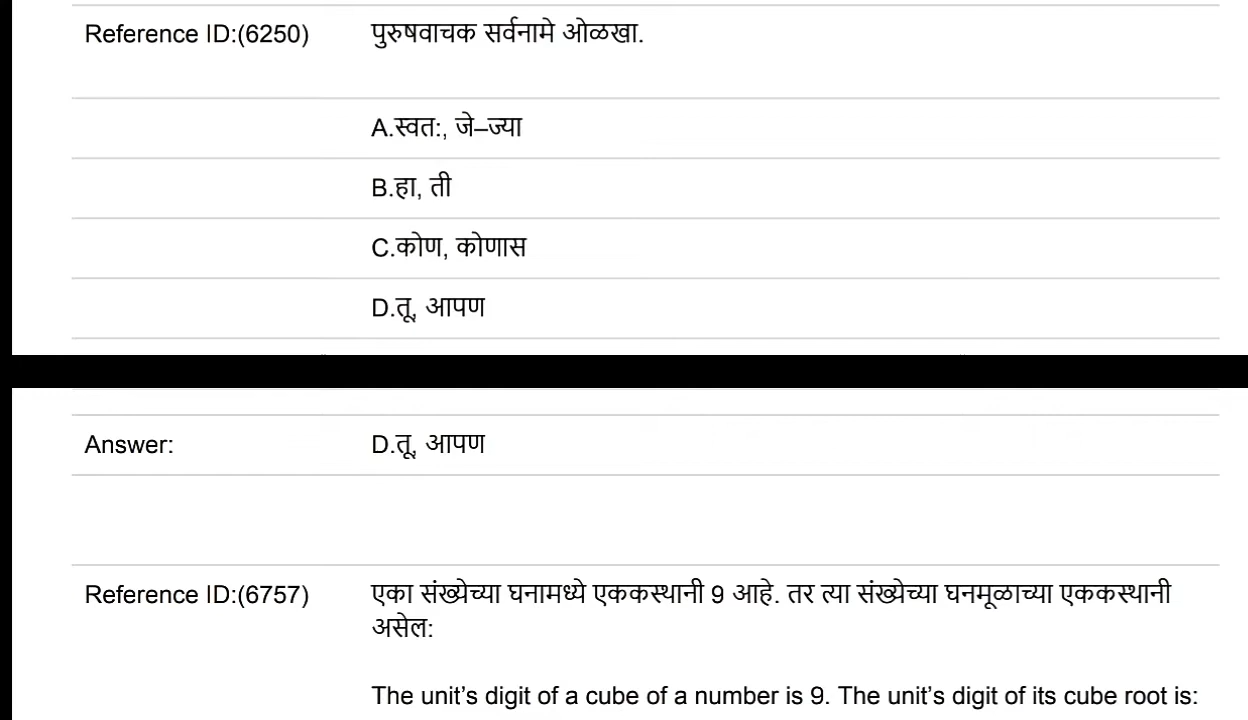 Reference ID:(6250) पुरुषवाचक सर्वनामे ओळखा.
A.स्वत:, जे–ज्या
B.हा, ती
C.कोण, कोणास
D.तू, आपण
Answer: D.तू, आपण
Reference ID:(6757) एका संख्येच्या घनामध्ये एककस्थानी 9 आहे. तर त्या संख्येच्या घनमूळाच्या एककस्थानी
असेल:
The unit’s digit of a cube of a number is 9. The unit’s digit of its cube root is: